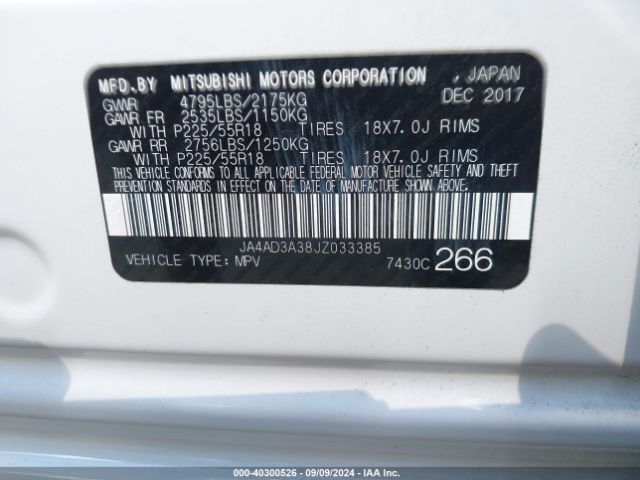 MFD.BY MITSUBISHI MOTORS CORPORATION , JAPAN
GVWR 4795LBS/2175KG DEC 2017
GAWR FR 2535LBS/1150KG
WITH P225/55R18 TIRES 18X7.0J RIMS
GAWR RR 2756LBS/1250KG
WITH P225/55R18 TIRES 18X7.0J RIMS
THIS VEHICLE CONFORMS TO ALL APPLICABLE FEDERAL MOTOR VEHICLE SAFETY AND THEFT
PREVENTION STANDARDS IN EFFECT ON THE DATE OF MANUFACTURE SHOWN ABOVE.
JA4AD3A38JZ033385
VEHICLE TYPE: MPV 7430C 266
000-40300526 - 09/09/2024 - IAA Inc.